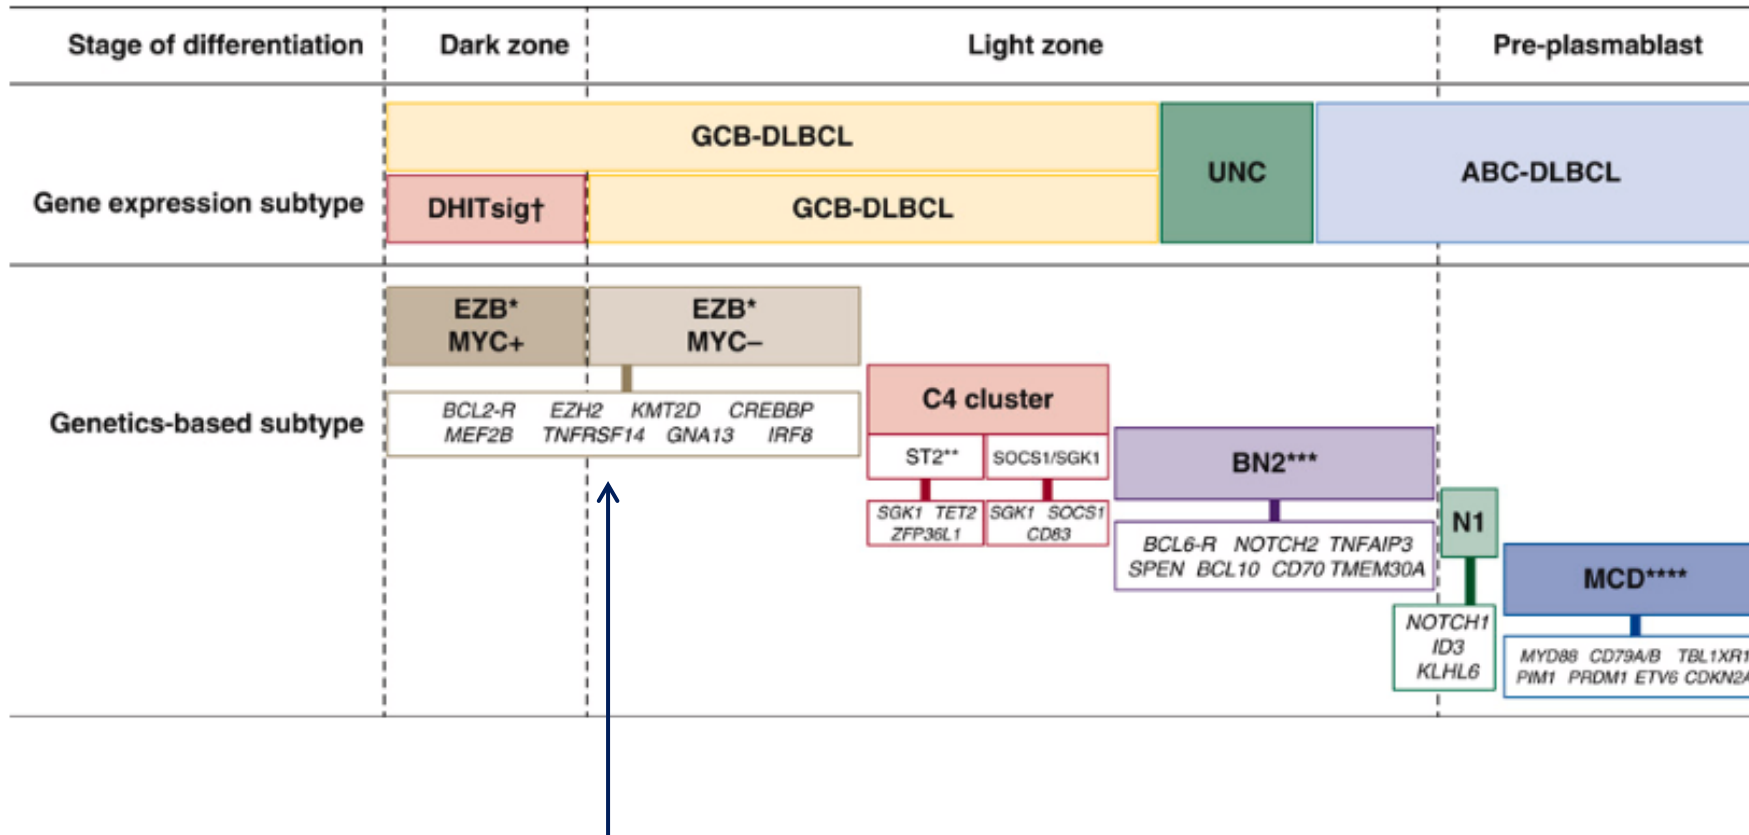 Stage of differentiation Dark zone Light zone Pre-plasmablast
GCB-DLBCL
Gene expression subtype DHITsig† GCB-DLBCL UNC ABC-DLBCL
EZB* EZB*
MYC+ MYC–
Genetics-based subtype
BCL2-R EZH2 KMT2D CREBBP
MEF2B TNFRSF14 GNA13 IRF8
C4 cluster
ST2** SOCS1/SGK1
SGK1 TET2
ZFP36L1
SGK1 SOCS1
CD83
BN2***
BCL6-R NOTCH2 TNFAIP3
SPEN BCL10 CD70 TMEM30A
N1
NOTCH1
ID3
KLHL6
MCD****
MYD88 CD79A/B TBL1XR1
PIM1 PRDM1 ETV6 CDKN2A